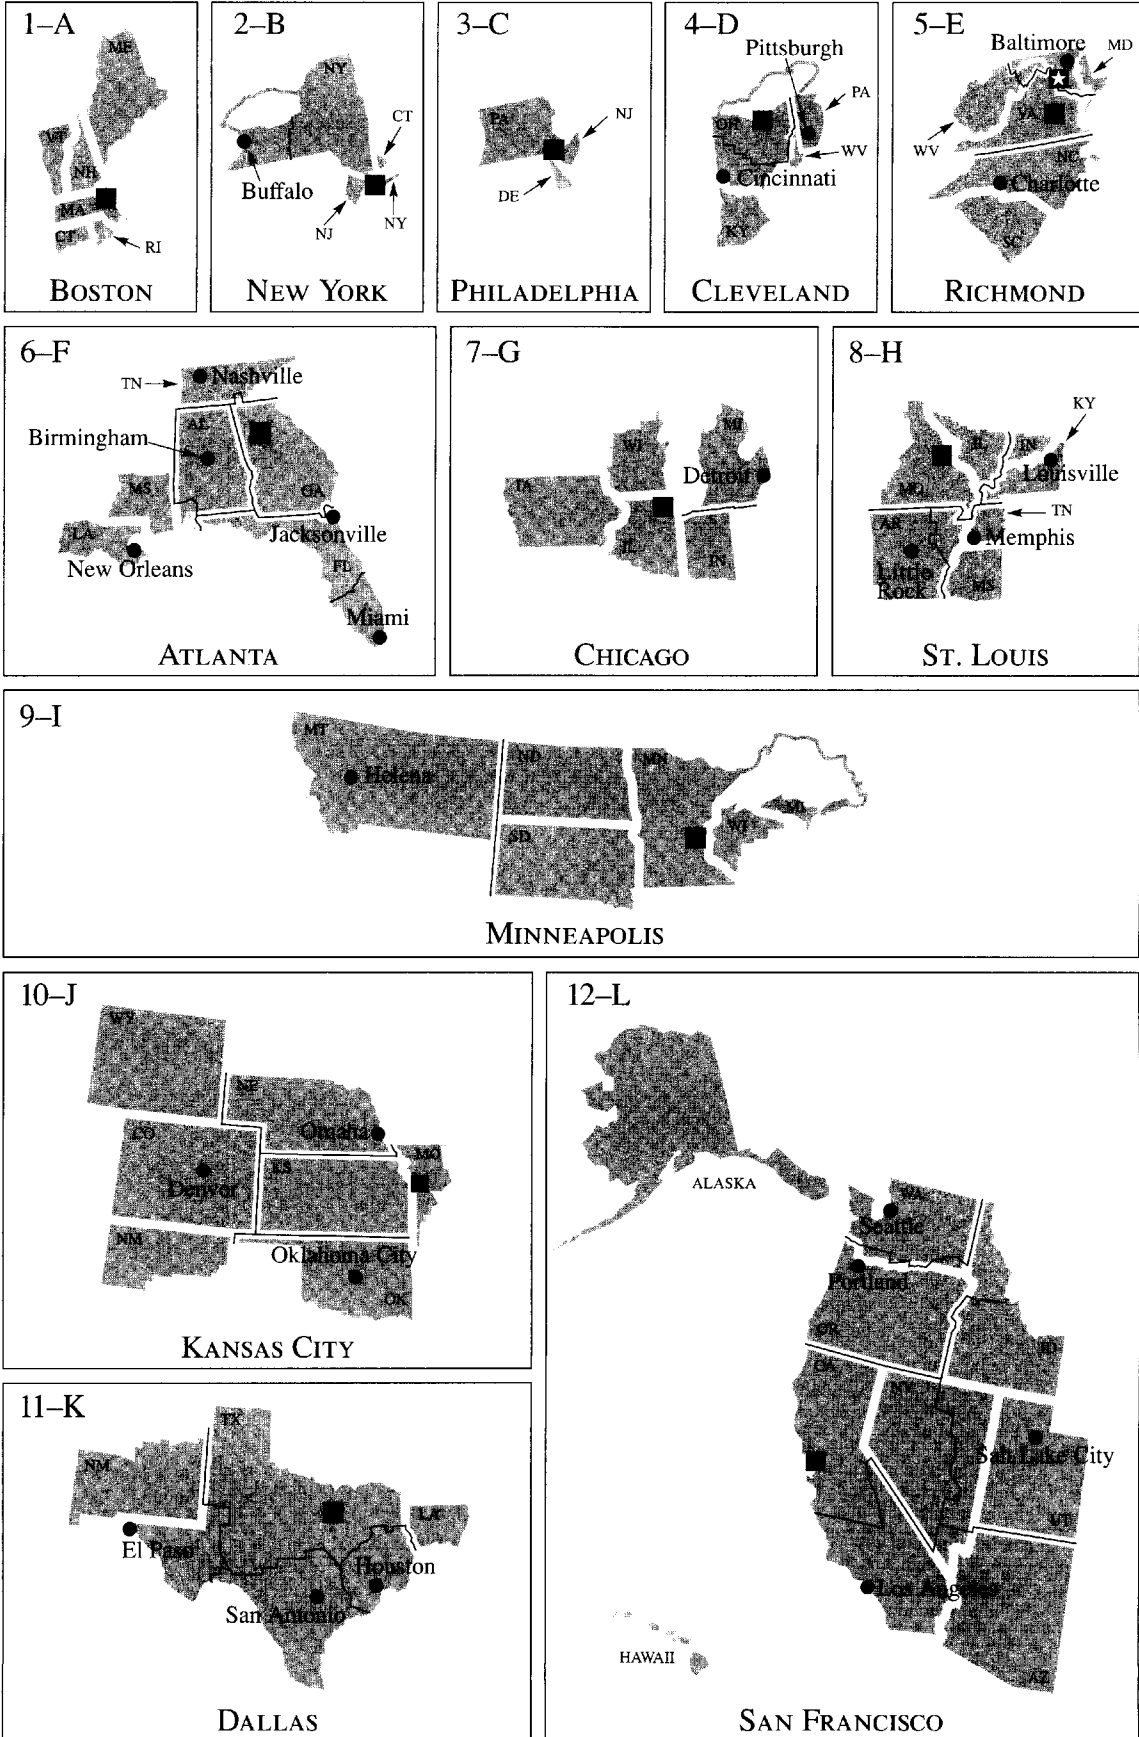 1–A
ME
VT
NH
MA
CT
RI
BOSTON
2–B
NY
CT
Buffalo
NJ
NY
NEW YORK
3–C
PA
NJ
DE
PHILADELPHIA
4–D
Pittsburgh
PA
OH
WV
Cincinnati
KY
CLEVELAND
5–E
Baltimore
MD
VA
WV
NC
Charlotte
SC
RICHMOND
6–F
TN
Nashville
AL
Birmingham
MS
GA
LA
Jacksonville
New Orleans
FL
Miami
ATLANTA
7–G
WI
MI
Detroit
IA
IL
IN
CHICAGO
8–H
KY
IL
IN
Louisville
MO
TN
AR
Memphis
Little
Rock
MS
ST. LOUIS
9–I
MT
ND
MN
Helena
MI
SD
WI
MINNEAPOLIS
10–J
WY
NE
CO
Omaha
MO
KS
Denver
NM
Oklahoma City
OK
KANSAS CITY
11–K
TX
NM
LA
El Paso
Houston
San Antonio
DALLAS
12–L
ALASKA
WA
Seattle
Portland
OR
ID
CA
NV
Salt Lake City
UT
Los Angeles
HAWAII
AZ
SAN FRANCISCO